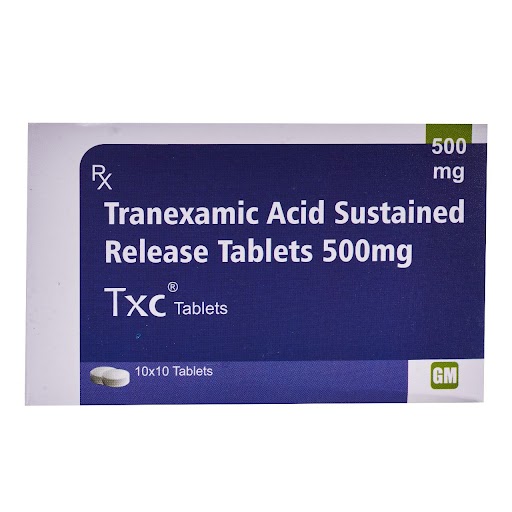 500
mg
Rx
Tranexamic Acid Sustained
Release Tablets 500mg
Txc® Tablets
10x10 Tablets
GM